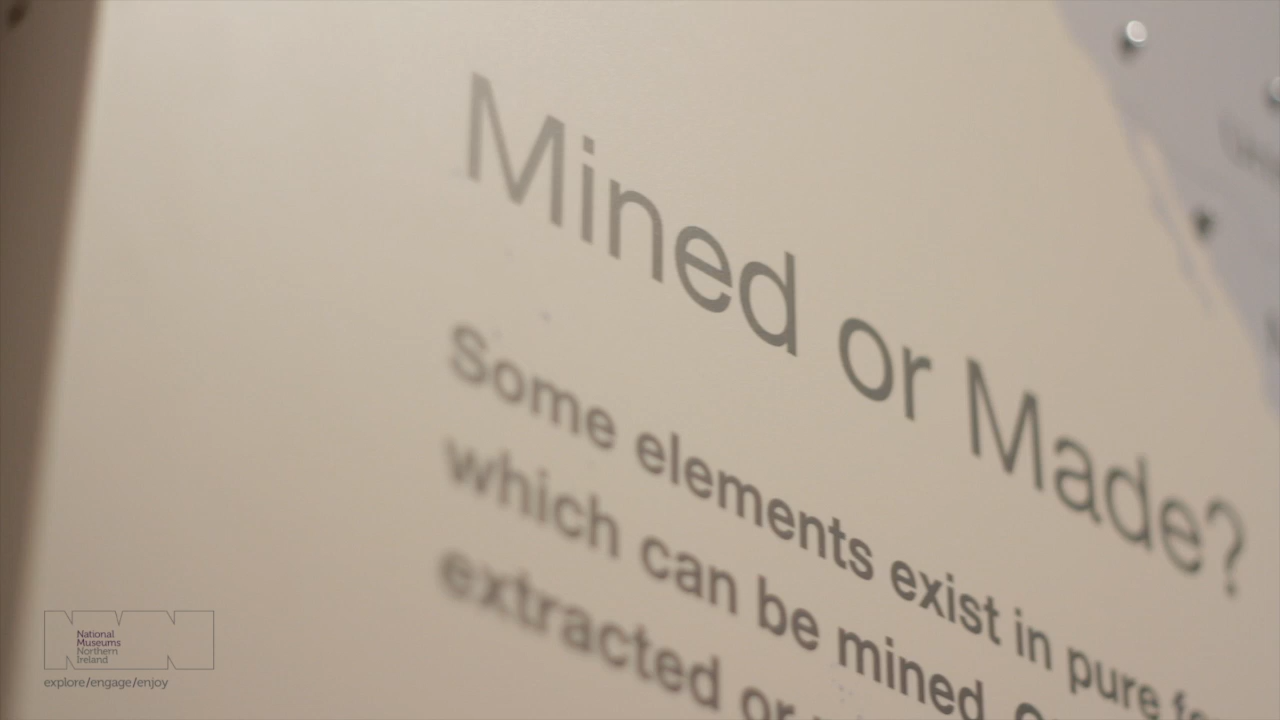 Mined or Made?
Some elements exist in pure
which can be mined.
extracted or
National
Museums
Northern
Ireland
explore/engage/enjoy